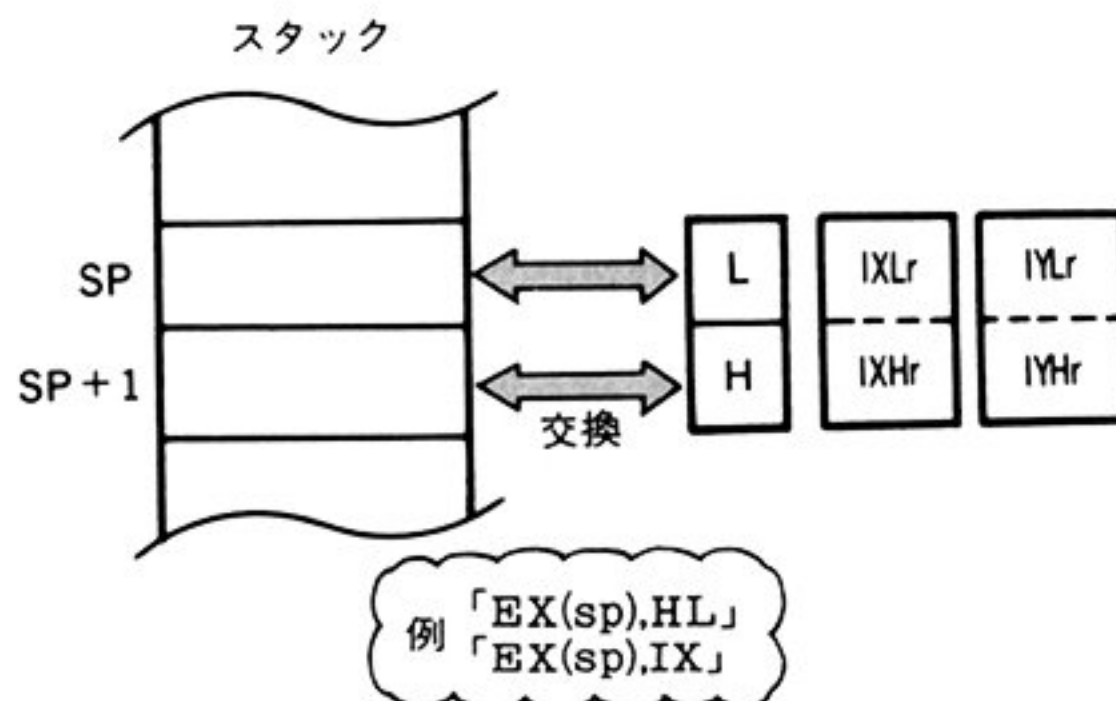 スタック
SP
L
IXLr
IYLr
SP+1
H
IXHr
IYHr
交換
例「EX(sp),HL」
「EX(sp),IX」